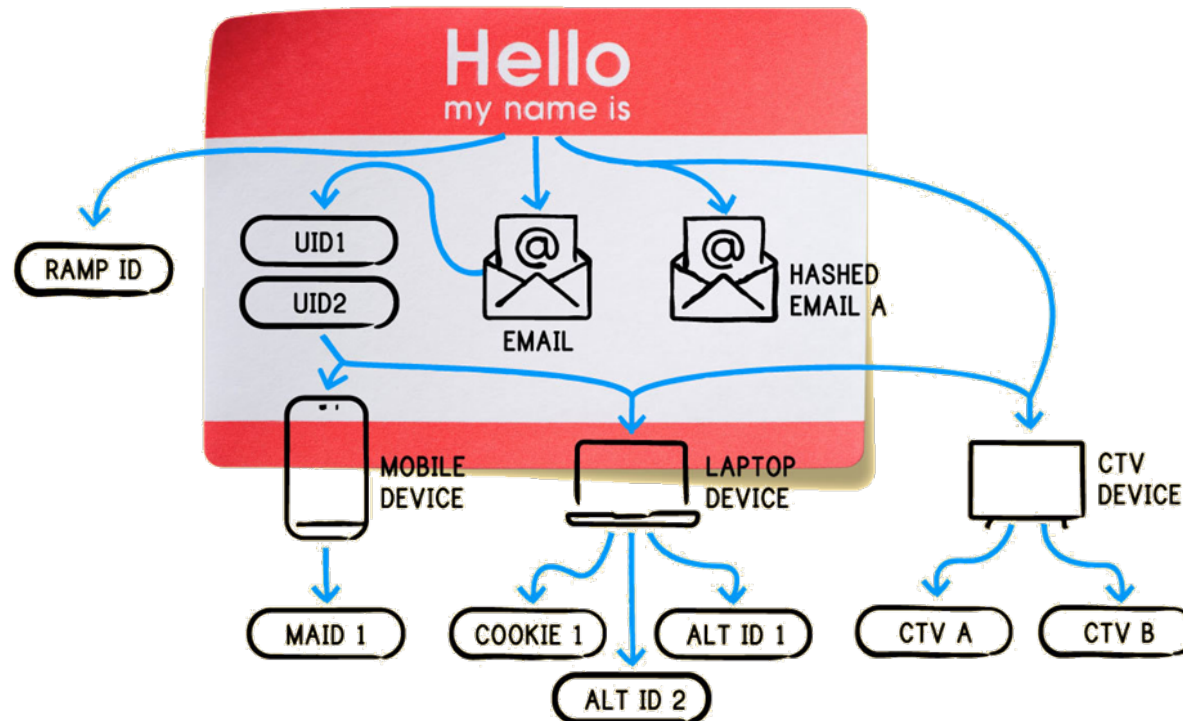 Hello
my name is
RAMP ID
UID1
UID2
@
EMAIL
@
HASHED
EMAIL A
MOBILE
DEVICE
LAPTOP
DEVICE
CTV
DEVICE
MAID 1
COOKIE 1
ALT ID 1
ALT ID 2
CTV A
CTV B